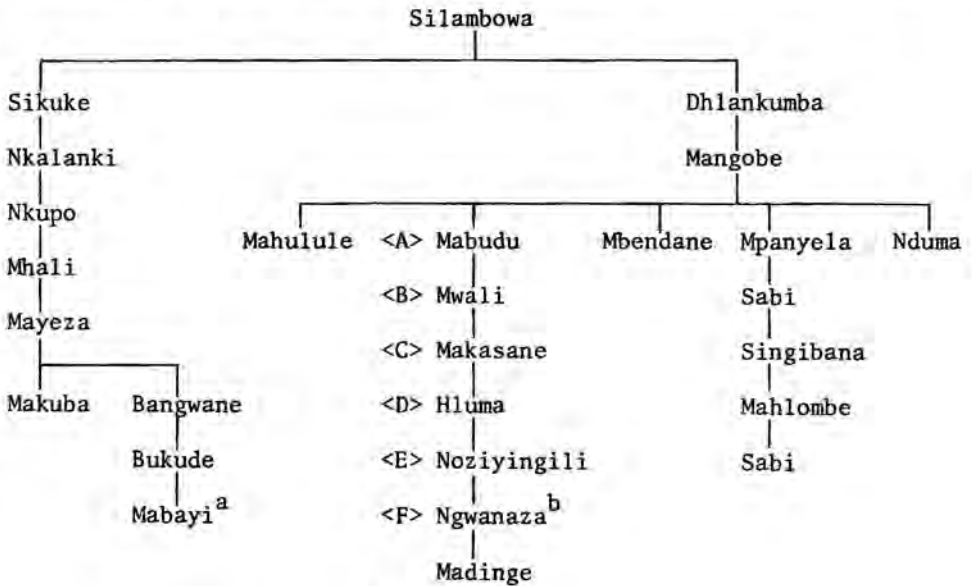 Silambowa
Sikuke Dhlankumba
Nkalanki Mangobe
Nkupo
Mahulule <A> Mabudu Mbendane Mpanyela Nduma
Mhali
<B> Mwali Sabi
Mayeza
<C> Makasane Singibana
Makuba Bangwane <D> Hluma Mahlombe
Bukude <E> Noziyingili Sabi
Mabayi a <F> Ngwanaza b
Madinge